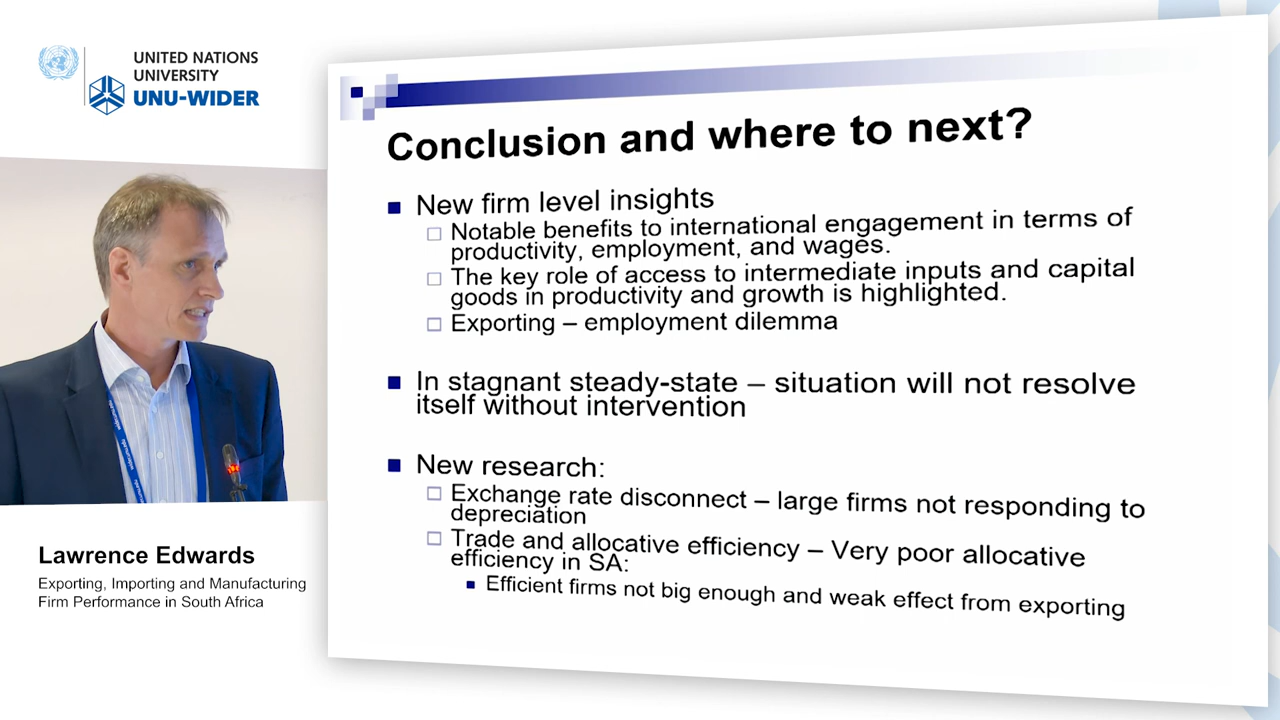 UNITED NATIONS
UNIVERSITY
UNU-WIDER
Conclusion and where to next?
New firm level insights
Notable benefits to international engagement in terms of
productivity, employment, and wages.
The key role of access to intermediate inputs and capital
goods in productivity and growth is highlighted.
Exporting – employment dilemma
In stagnant steady-state – situation will not resolve
itself without intervention
New research:
Exchange rate disconnect – large firms not responding to
depreciation
Trade and allocative efficiency – Very poor allocative
efficiency in SA:
Efficient firms not big enough and weak effect from exporting
Lawrence Edwards
Exporting, Importing and Manufacturing
Firm Performance in South Africa